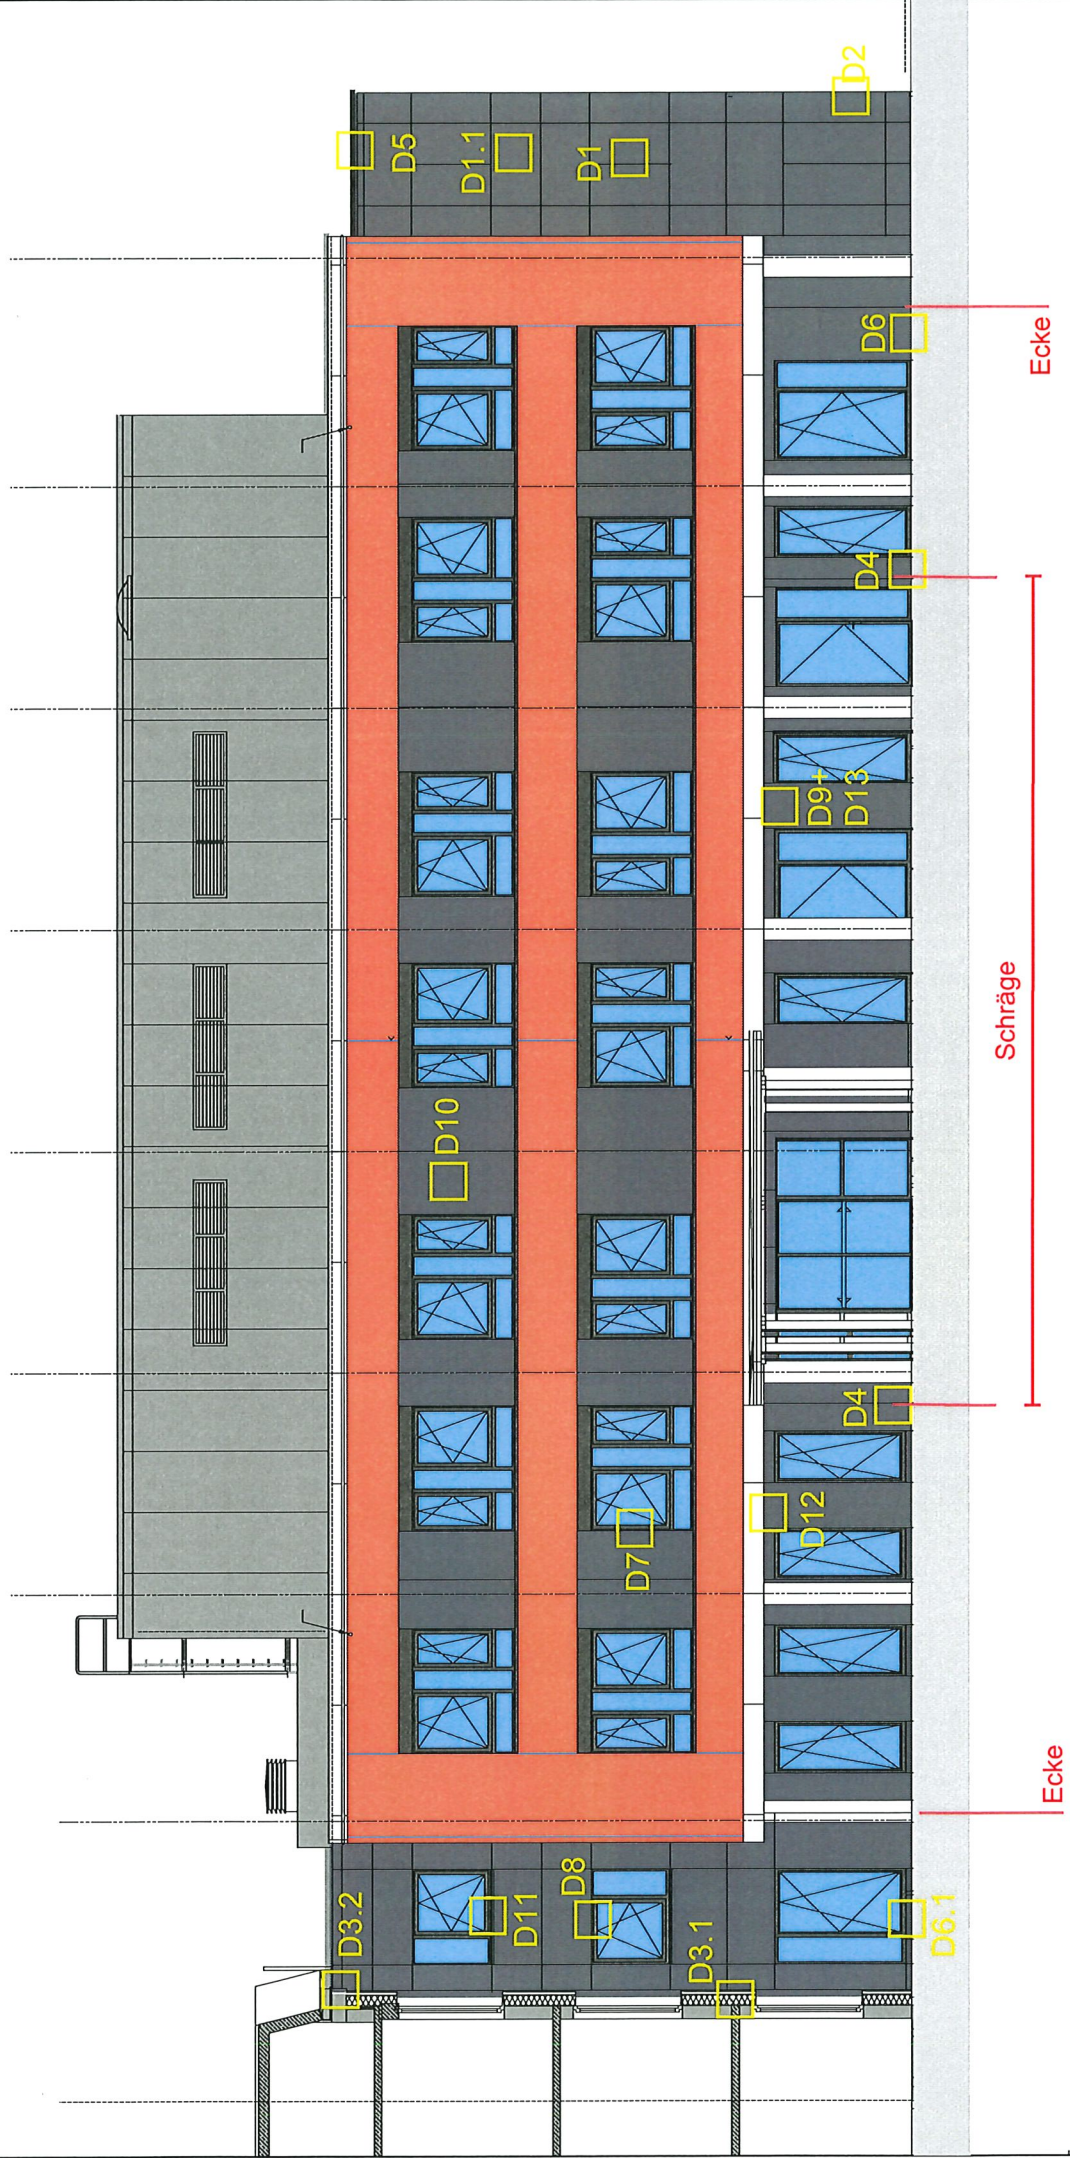 D3.2
D11
D8
D3.1
D6.1
Ecke
D7
D12
D4
D10
Schräge
D9+
D13
D4
D6
Ecke
D5
D1.1
D1
D2